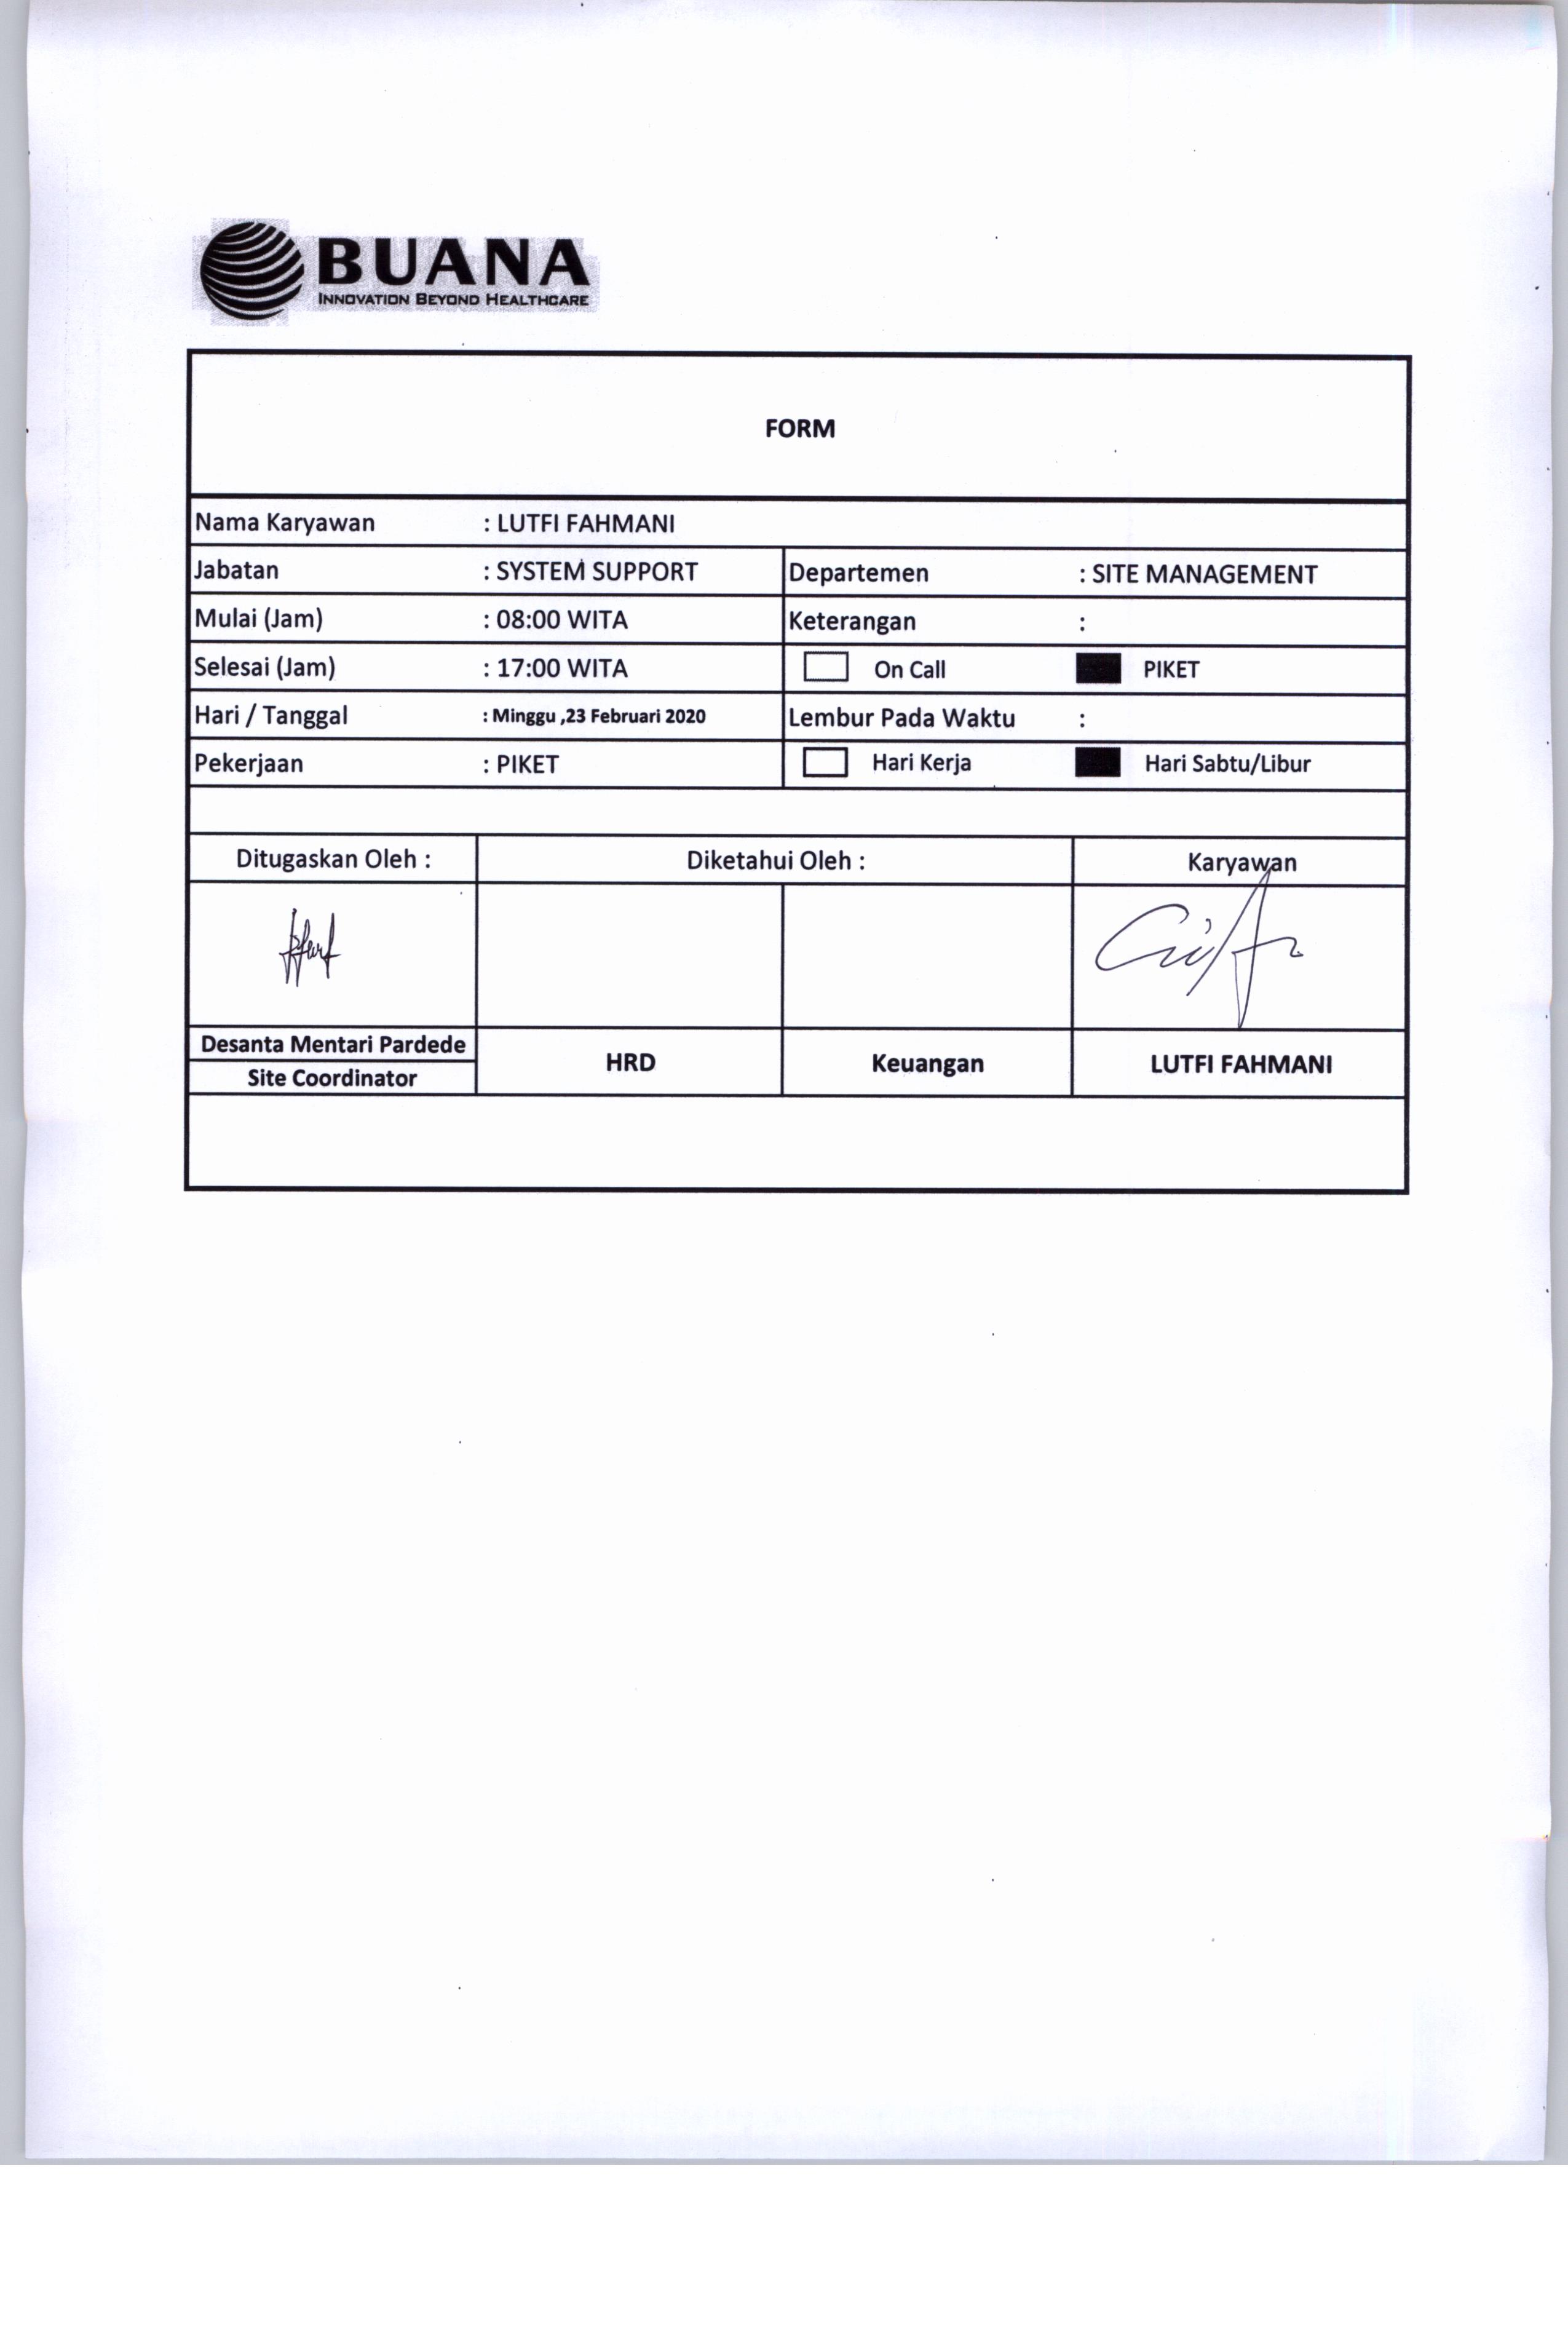 BUANA
INNOVATION BEYOND HEALTHCARE
FORM
Nama Karyawan : LUTFI FAHMANI
Jabatan : SYSTEM SUPPORT Departemen : SITE MANAGEMENT
Mulai (Jam) : 08:00 WITA Keterangan :
Selesai (Jam) : 17:00 WITA On Call PIKET
Hari / Tanggal : Minggu ,23 Februari 2020 Lembur Pada Waktu :
Pekerjaan : PIKET Hari Kerja Hari Sabtu/Libur
Ditugaskan Oleh : Diketahui Oleh : Karyawan
Desanta Mentari Pardede
HRD Keuangan LUTFI FAHMANI
Site Coordinator